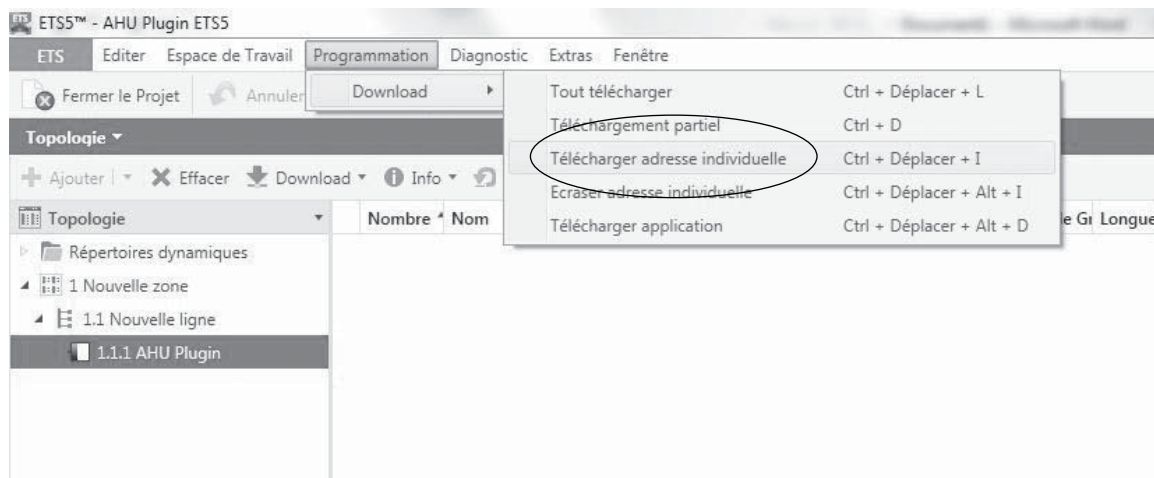 ETS5™ - AHU Plugin ETS5
ETS Editer Espace de Travail Programmation Diagnostic Extras Fenêtre
Fermer le Projet Annuler Download Tout télécharger Ctrl + Déplacer + L
Téléchargement partiel Ctrl + D
Topologie
Télécharger adresse individuelle Ctrl + Déplacer + I
Ajouter Effacer Download Info
Ecraser adresse individuelle Ctrl + Déplacer + Alt + I
Topologie Nombre Nom Télécharger application Ctrl + Déplacer + Alt + D e Gr Longue
Répertoires dynamiques
1 Nouvelle zone
1.1 Nouvelle ligne
1.1.1 AHU Plugin